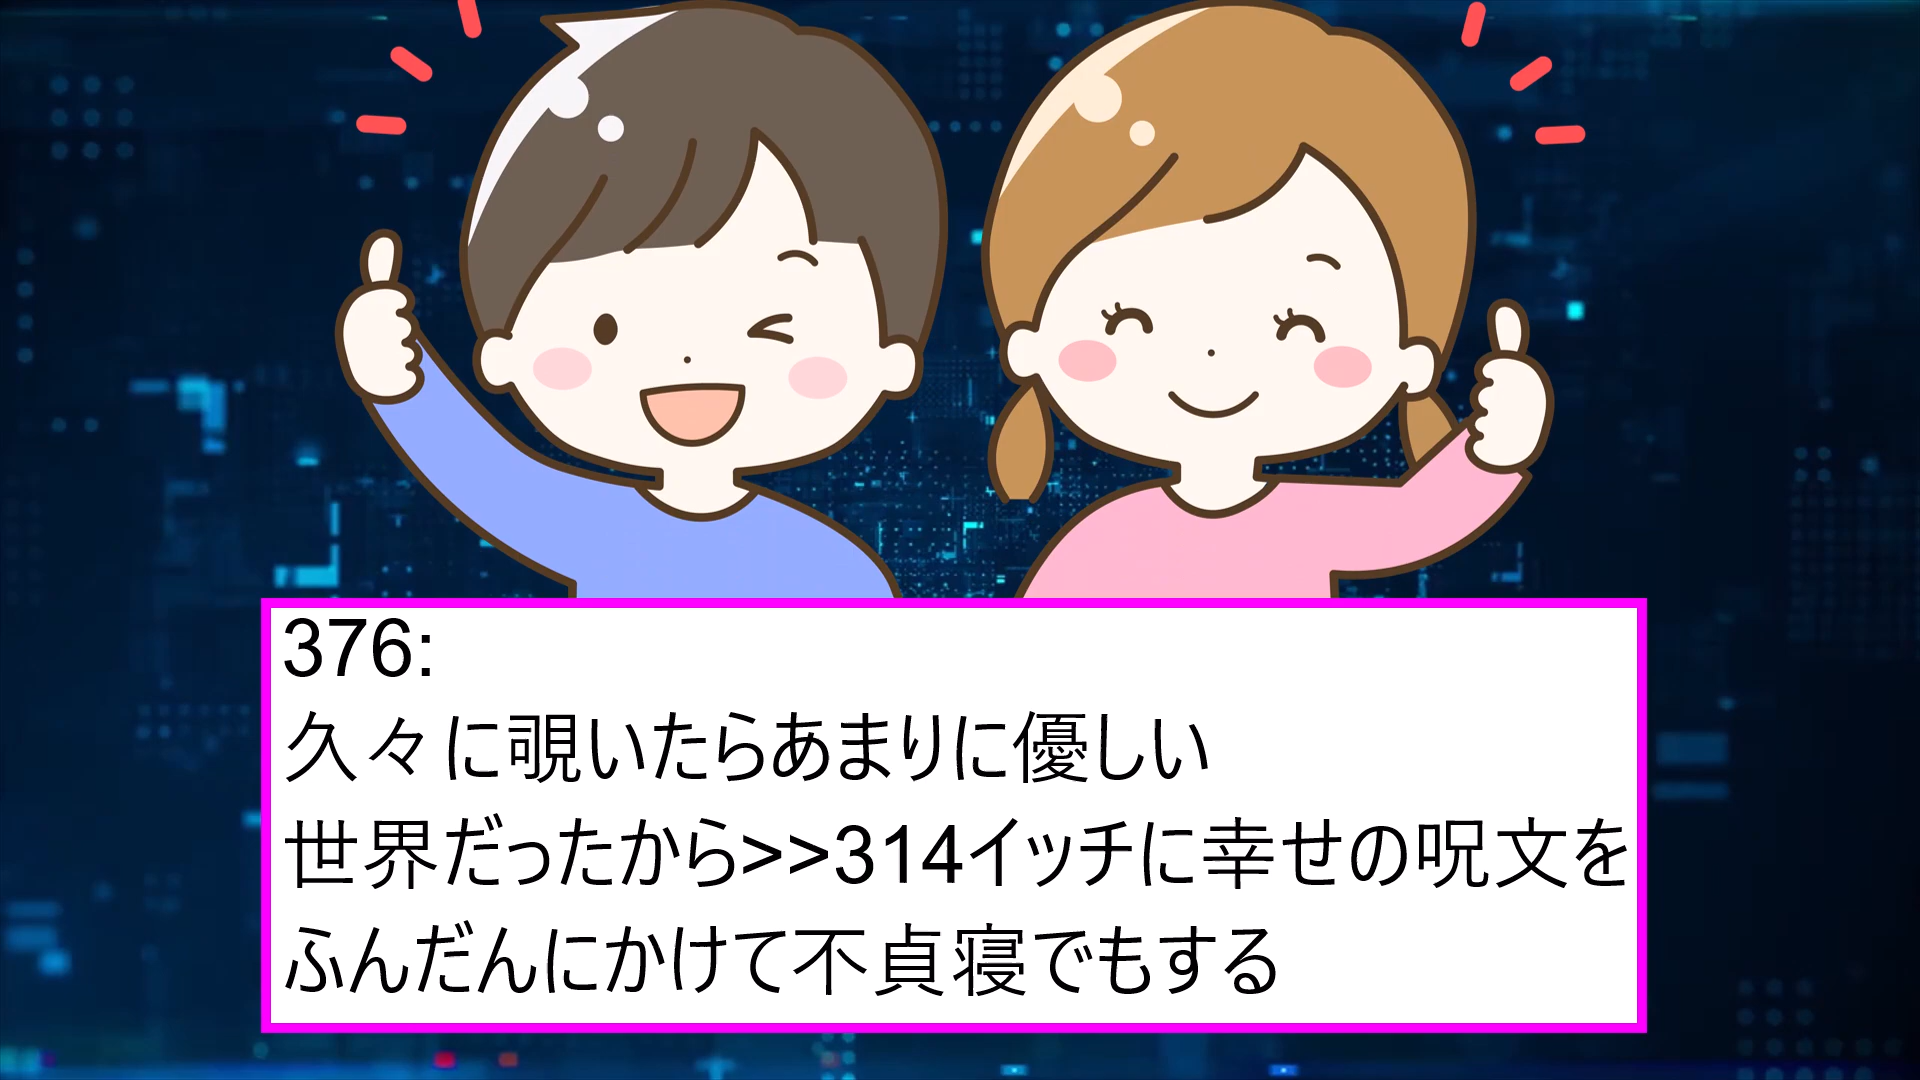 376:
久々に覗いたらあまりに優しい
世界だったから>>314イッチに幸せの呪文を
ふんだんにかけて不貞寝でもする